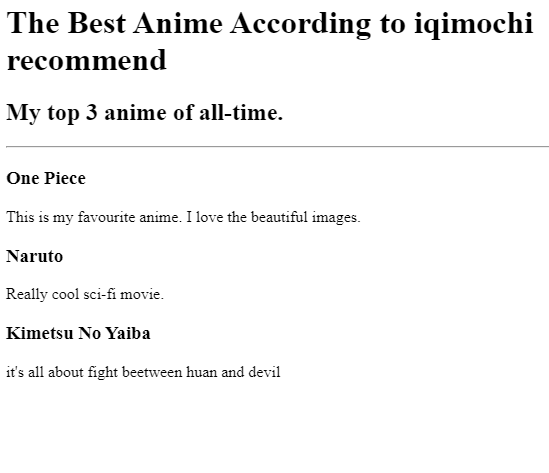 The Best Anime According to iqimochi
recommend
My top 3 anime of all-time.
One Piece
This is my favourite anime. I love the beautiful images.
Naruto
Really cool sci-fi movie.
Kimetsu No Yaiba
it's all about fight beetween huan and devil